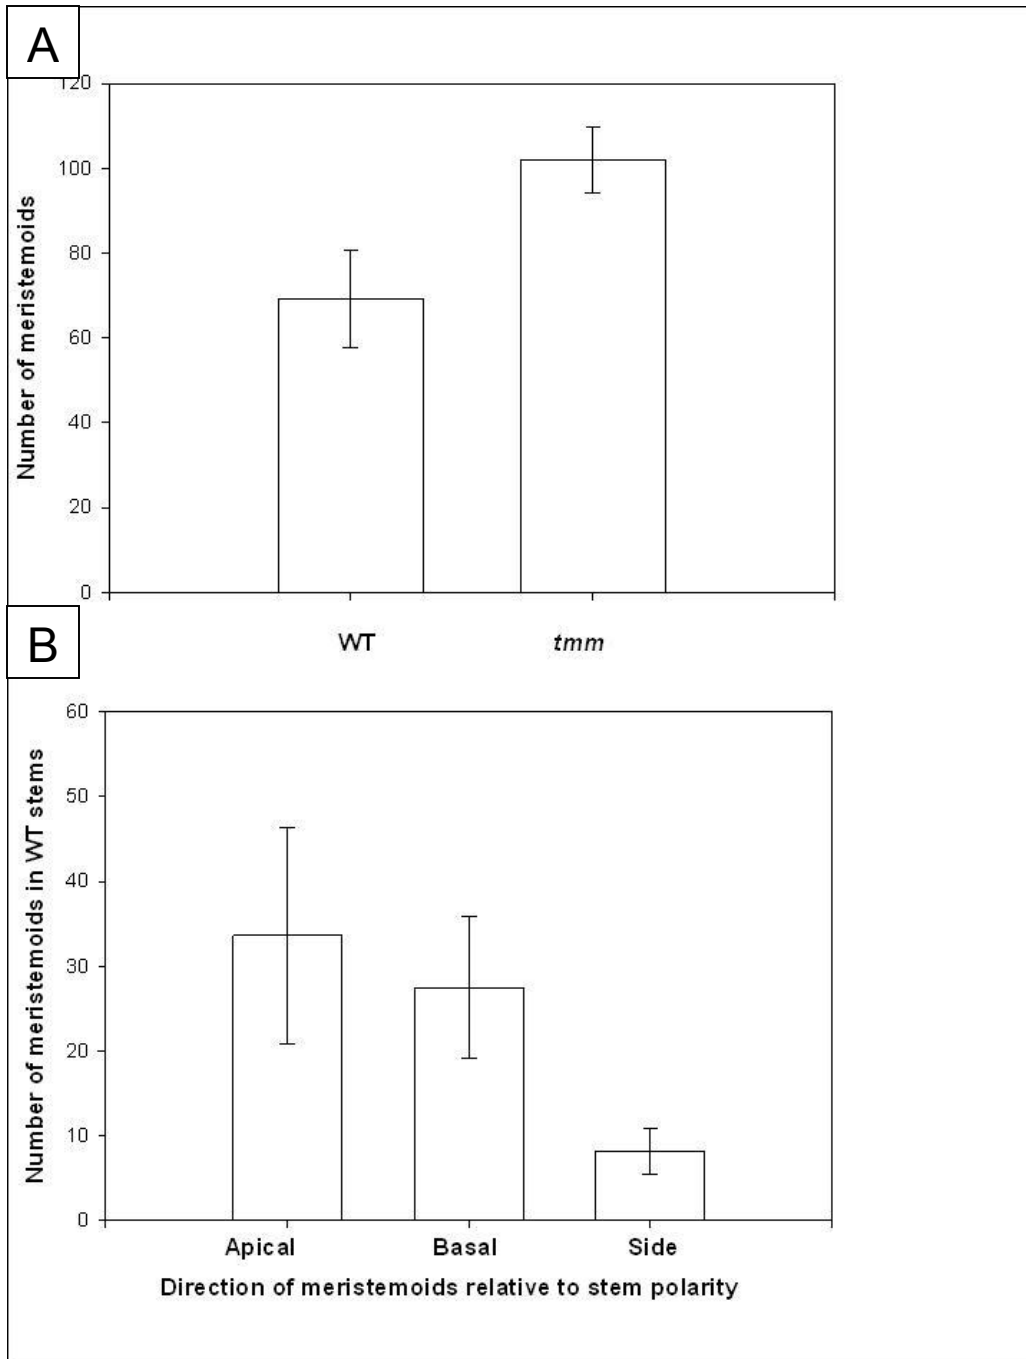 A
120
100
80
60
40
20
0
Number of meristemoids
WT tmm
B
60
50
40
30
20
10
0
Number of meristemoids in WT stems
Apical Basal Side
Direction of meristemoids relative to stem polarity